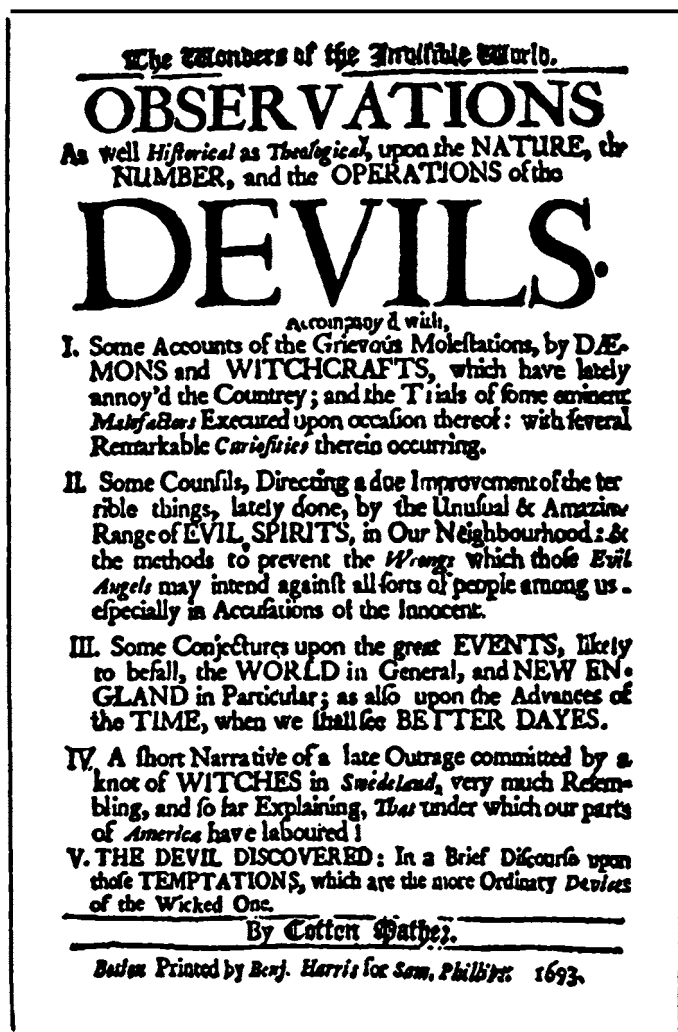 The Wonders of the Invisible World.
OBSERVATIONS
As well Hiſtorical as Theological, upon the NATURE, the
NUMBER, and the OPERATIONS of the
DEVILS.
Accompany'd with,
I. Some Accounts of the Grievous Moleſtations, by DÆ-
MONS and WITCHCRAFTS, which have lately
annoy'd the Countrey; and the Trials of ſome eminent
Malefactors Executed upon occaſion thereof: with ſeveral
Remarkable Curioſities therein occurring.
II. Some Counſils, Directing a due Improvement of the ter
rible things, lately done, by the Unuſual & Amazing
Range of EVIL SPIRITS, in Our Neighbourhood: &
the methods to prevent the Wrongs which thoſe Evil
Angels may intend againſt all ſorts of people among us.
eſpecially in Accuſations of the Innocent.
III. Some Conjectures upon the great EVENTS, likely
to befall, the WORLD in General, and NEW EN-
GLAND in Particular; as alſo upon the Advances of
the TIME, when we ſhall ſee BETTER DAYES.
IV. A ſhort Narrative of a late Outrage committed by a
knot of WITCHES in Swedeland, very much Reſem-
bling, and ſo far Explaining, That under which our parts
of America have laboured!
V. THE DEVIL DISCOVERED: In a Brief Diſcourſe upon
thoſe TEMPTATIONS, which are the more Ordinary Devices
of the Wicked One.
By Cotton Mather.
Boſton Printed by Benj. Harris for Sam. Phillips. 1693.